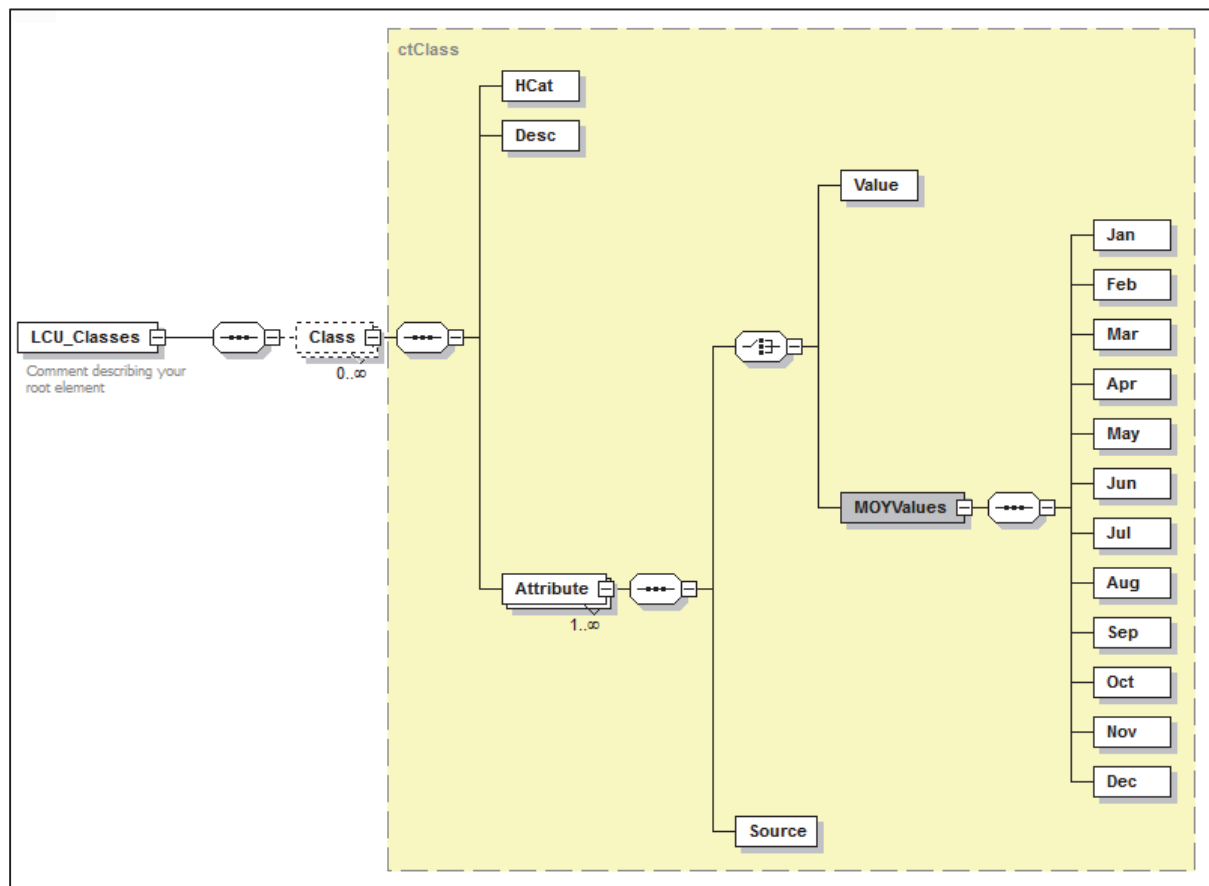 ctClass
HCat
Desc
Value
Jan
Feb
LCU_Classes
Class
Mar
Comment describing your
root element
0..∞
Apr
May
Jun
MOYValues
Jul
Attribute
1..∞
Aug
Sep
Oct
Nov
Dec
Source